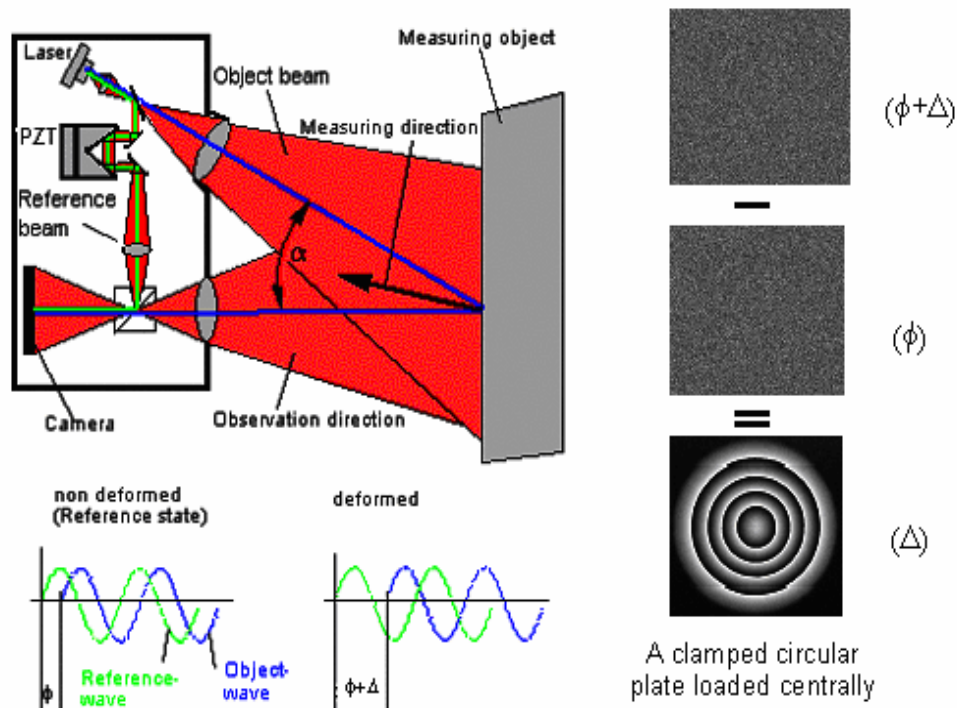 Laser
Object beam
Measuring object
Measuring direction
PZT
Reference
beam
α
Camera
Observation direction
(ϕ+Δ)
(ϕ)
(Δ)
A clamped circular
plate loaded centrally
non deformed
(Reference state)
ϕ
Reference-
wave
Object-
wave
deformed
ϕ+Δ